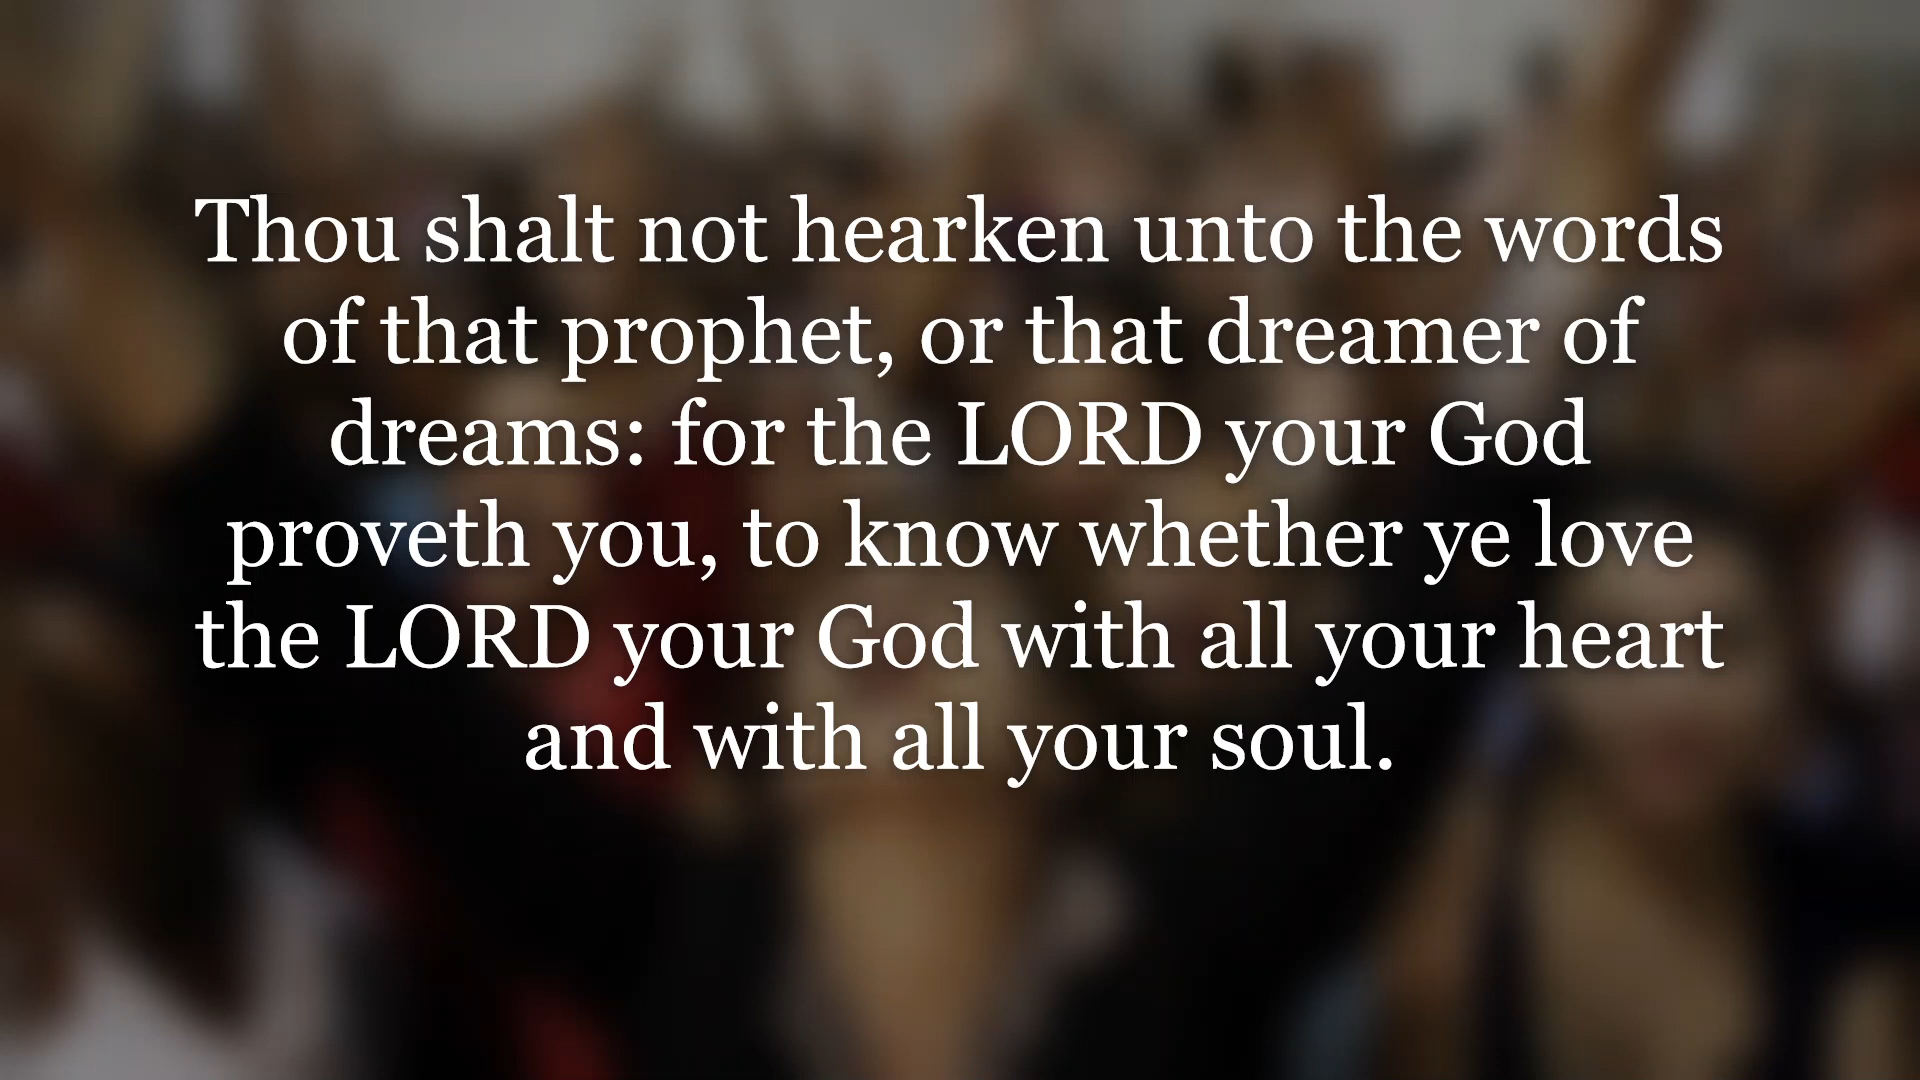 Thou shalt not hearken unto the words
of that prophet, or that dreamer of
dreams: for the LORD your God
proveth you, to know whether ye love
the LORD your God with all your heart
and with all your soul.